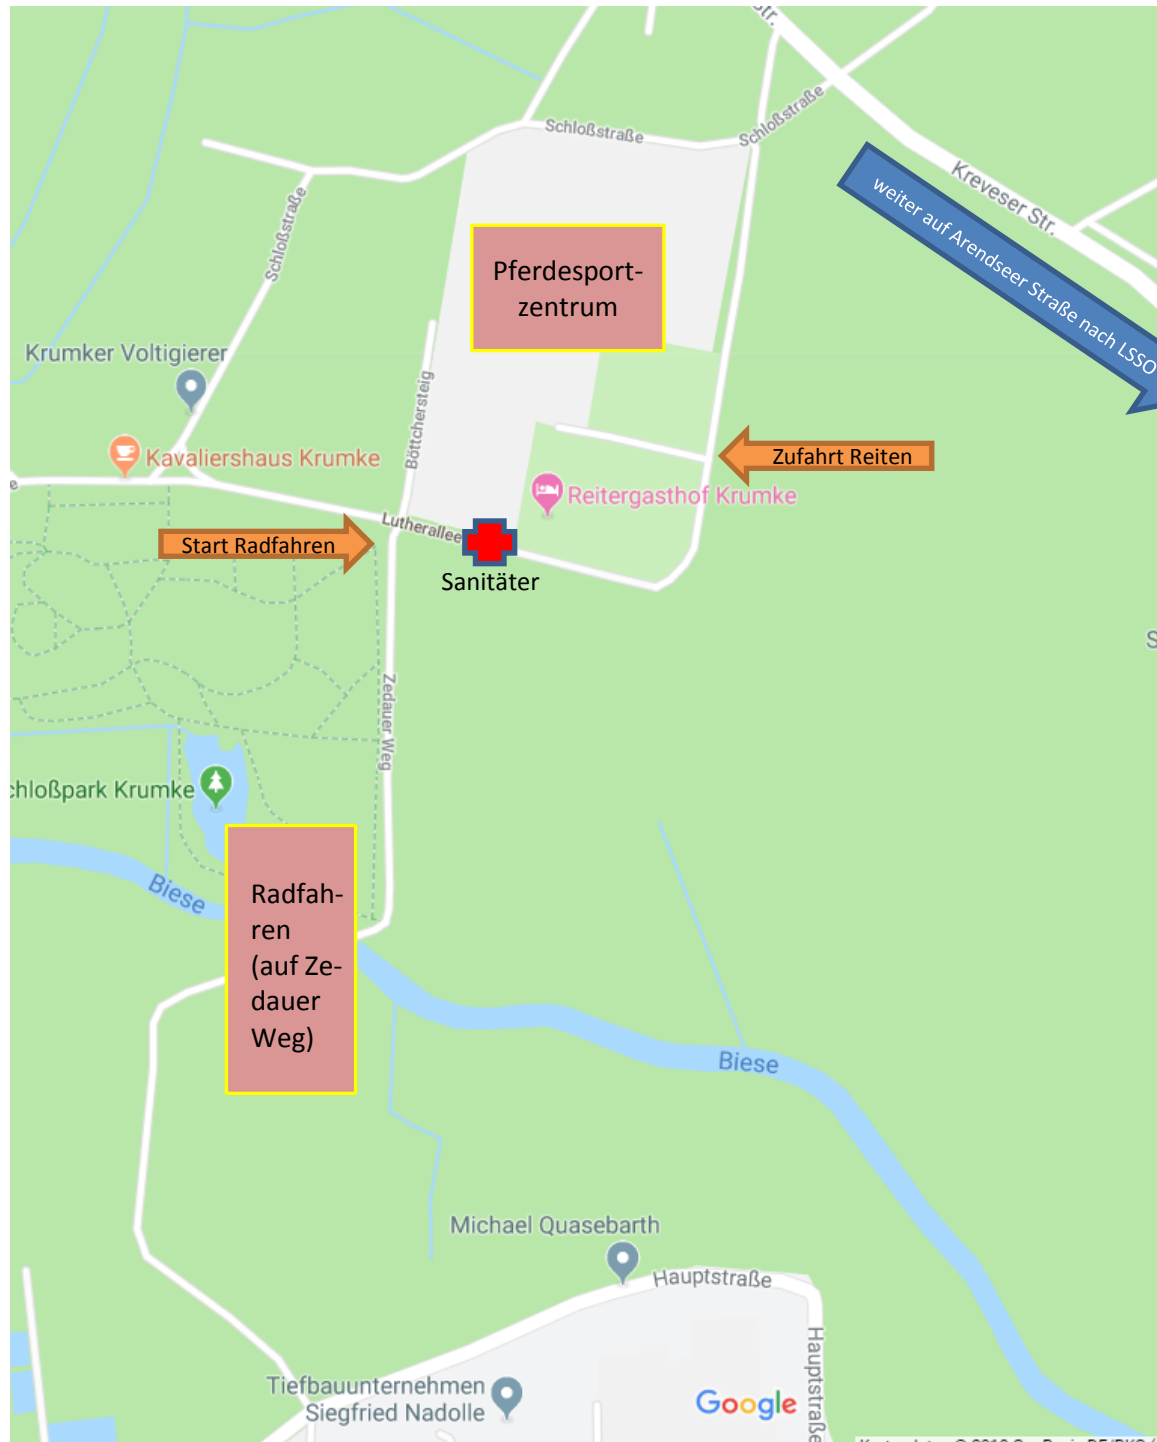 Str.
Schloßstraße
Schloßstraße
Kreveser Str.
weiter auf Arendseer Straße nach LSSO
Schloßstraße
Pferdesport-
zentrum
Krumker Voltigierer
Böttchersteig
Kavaliershaus Krumke
Zufahrt Reiten
Reitergasthof Krumke
Lutherallee
Start Radfahren
Sanitäter
S
Zedauer Weg
chloßpark Krumke
Biese
Radfah-
ren
(auf Ze-
dauer
Weg)
Biese
Michael Quasebarth
Hauptstraße
Hauptstraße
Tiefbauunternehmen
Siegfried Nadolle
Google